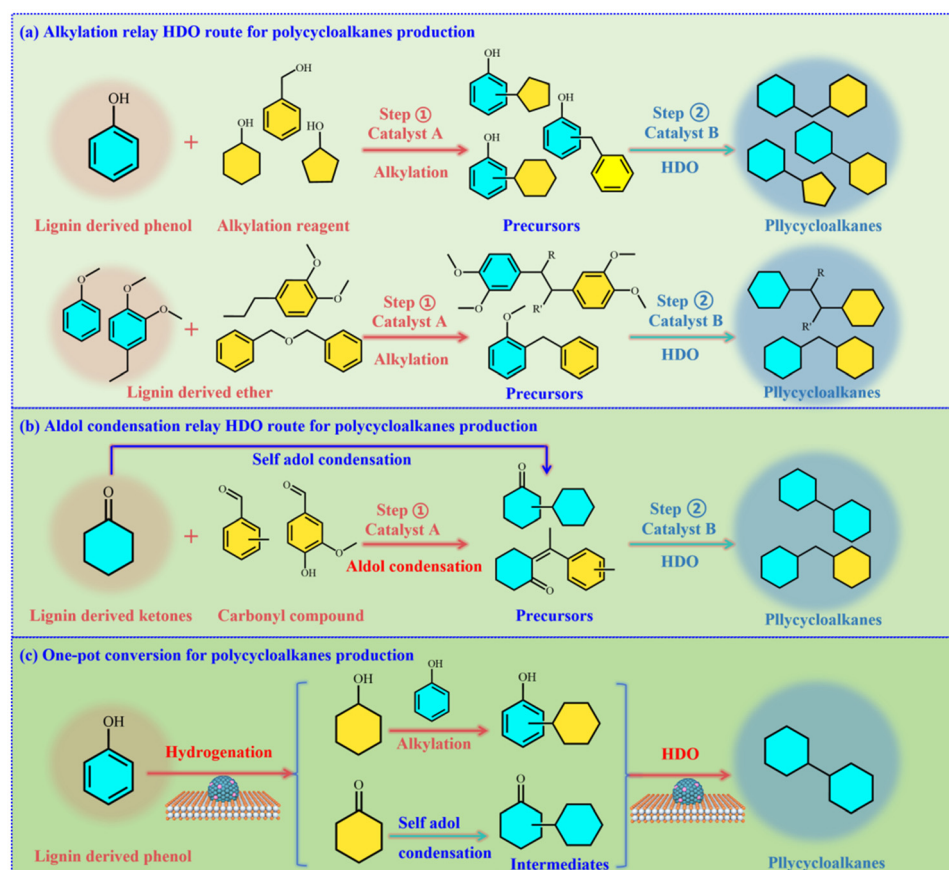 (a) Alkylation relay HDO route for polycycloalkanes production
OH
OH
OH
HO
OH
OH
OH
+
Step ①
Catalyst A
Alkylation
Step ②
Catalyst B
HDO
Lignin derived phenol
Alkylation reagent
Precursors
Pllycycloalkanes
O
O
O
+
O
O
O
Step ①
Catalyst A
Alkylation
O
O
R
R'
O
O
O
Step ②
Catalyst B
HDO
R
R'
Lignin derived ether
Precursors
Pllycycloalkanes
(b) Aldol condensation relay HDO route for polycycloalkanes production
Self adol condensation
O
+
O
O
O
OH
Step ①
Catalyst A
Aldol condensation
O
O
Step ②
Catalyst B
HDO
Lignin derived ketones
Carbonyl compound
Precursors
Pllycycloalkanes
(c) One-pot conversion for polycycloalkanes production
OH
Hydrogenation
OH
OH
Alkylation
OH
HDO
O
Self adol
condensation
O
Lignin derived phenol
Intermediates
Pllycycloalkanes